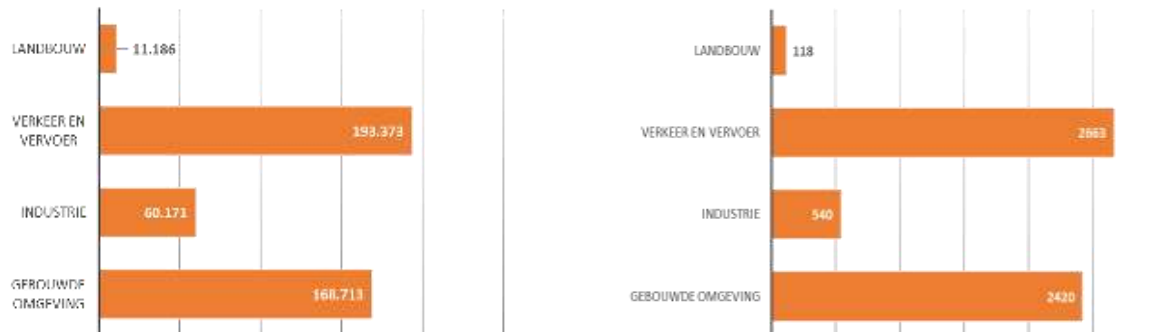 LANDBOUW
11.186
VERKEER EN
VERVOER
193.373
INDUSTRIE
60.171
GEBOUWDE
OMGEVING
168.713
LANDBOUW
118
VERKEER EN VERVOER
2663
INDUSTRIE
540
GEBOUWDE OMGEVING
2420